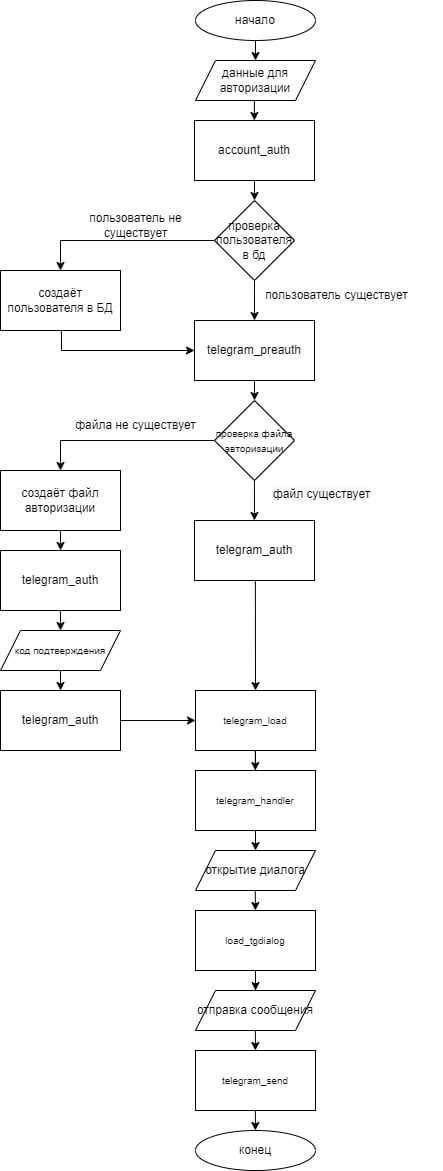 начало
данные для
авторизации
account_auth
проверка
пользователя
в бд
пользователь не
существует
создаёт
пользователя в БД
пользователь существует
telegram_preauth
проверка файла
авторизации
файла не существует
создаёт файл
авторизации
файл существует
telegram_auth
telegram_auth
код подтверждения
telegram_auth
telegram_load
telegram_handler
открытие диалога
load_tgdialog
отправка сообщения
telegram_send
конец